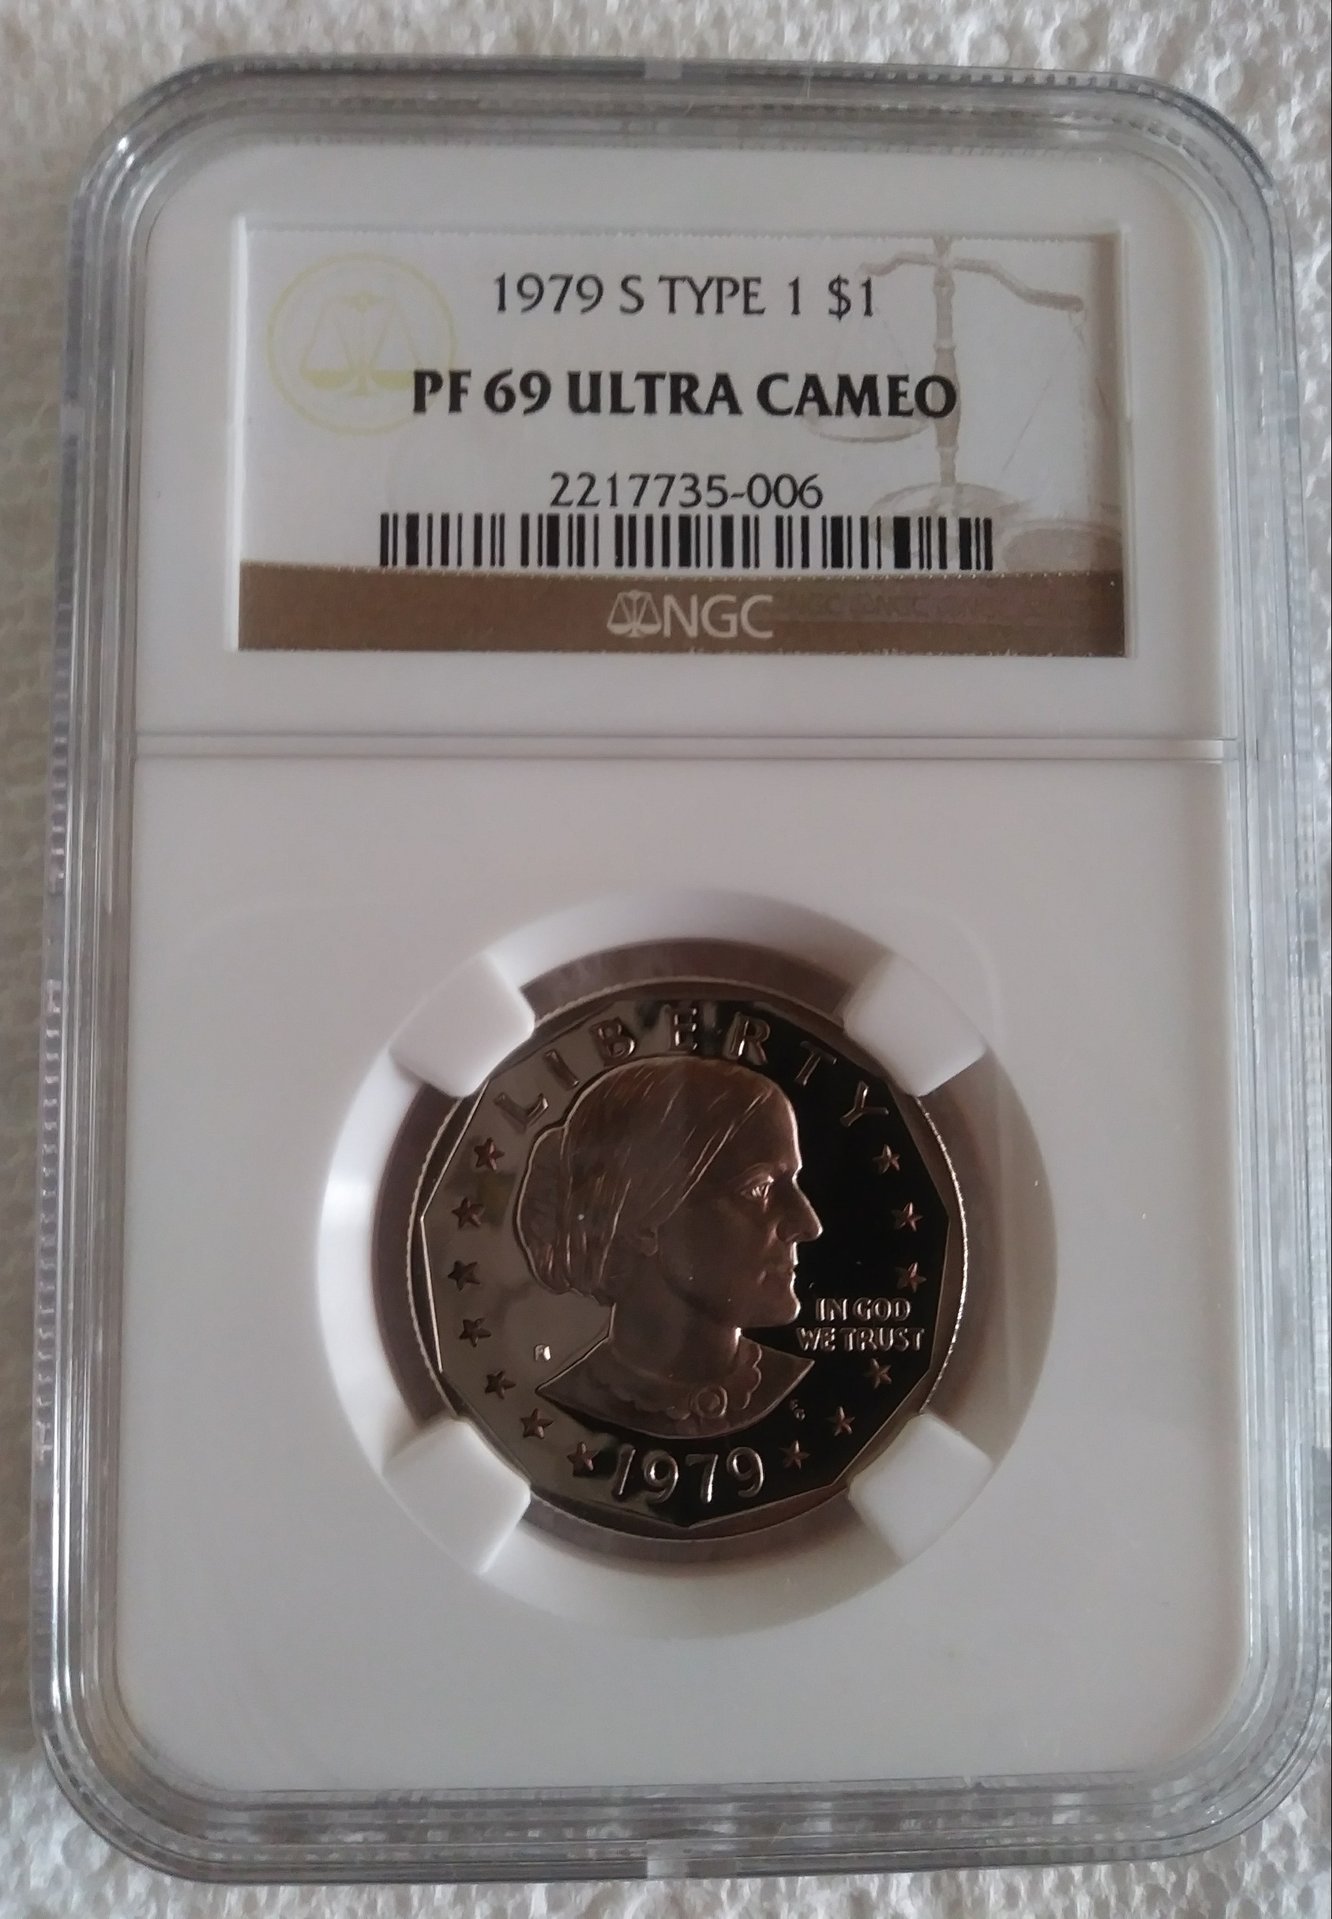 1979 S TYPE 1 $1
PF 69 ULTRA CAMEO
2217735-006
NGC
LIBERTY
IN GOD
WE TRUST
1979